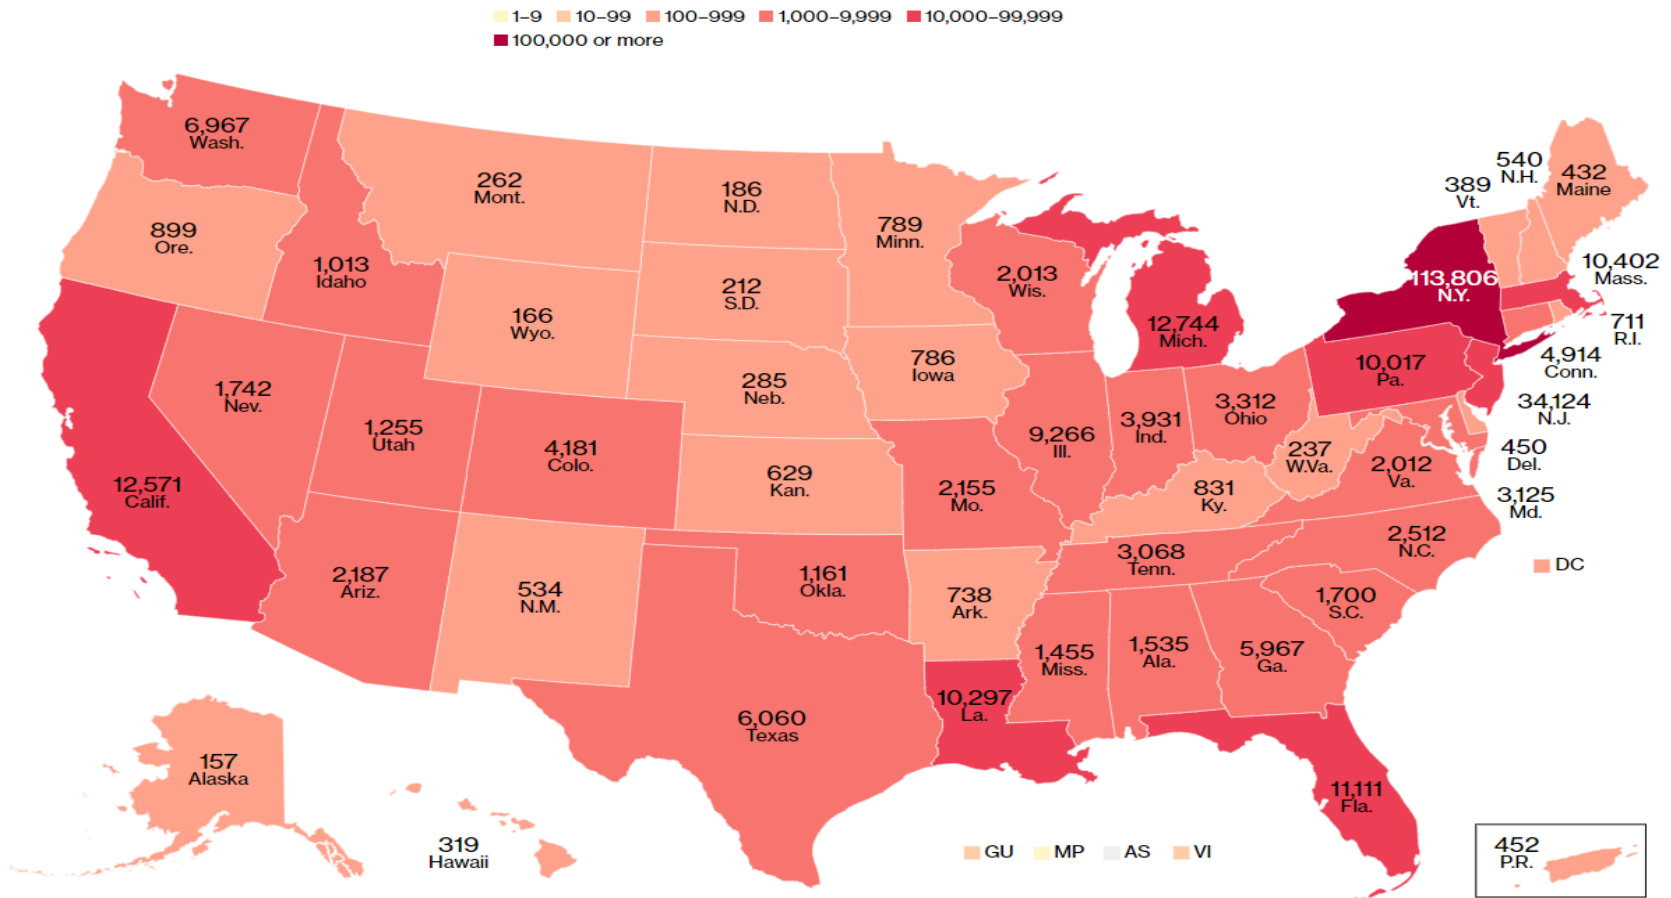 1–9 10–99 100–999 1,000–9,999 10,000–99,999
100,000 or more
6,967
Wash.
262
Mont.
186
N.D.
789
Minn.
540
N.H.
389
Vt.
432
Maine
899
Ore.
1,013
Idaho
166
Wyo.
212
S.D.
2,013
Wis.
12,744
Mich.
113,806
N.Y.
10,402
Mass.
711
R.I.
4,914
Conn.
1,742
Nev.
1,255
Utah
4,181
Colo.
285
Neb.
786
Iowa
9,266
Ill.
3,931
Ind.
3,312
Ohio
10,017
Pa.
34,124
N.J.
450
Del.
3,125
Md.
12,571
Calif.
629
Kan.
2,155
Mo.
831
Ky.
237
W.Va.
2,012
Va.
2,512
N.C.
DC
2,187
Ariz.
534
N.M.
1,161
Okla.
738
Ark.
3,068
Tenn.
1,700
S.C.
1,455
Miss.
1,535
Ala.
5,967
Ga.
6,060
Texas
10,297
La.
11,111
Fla.
157
Alaska
319
Hawaii
GU MP AS VI
452
P.R.